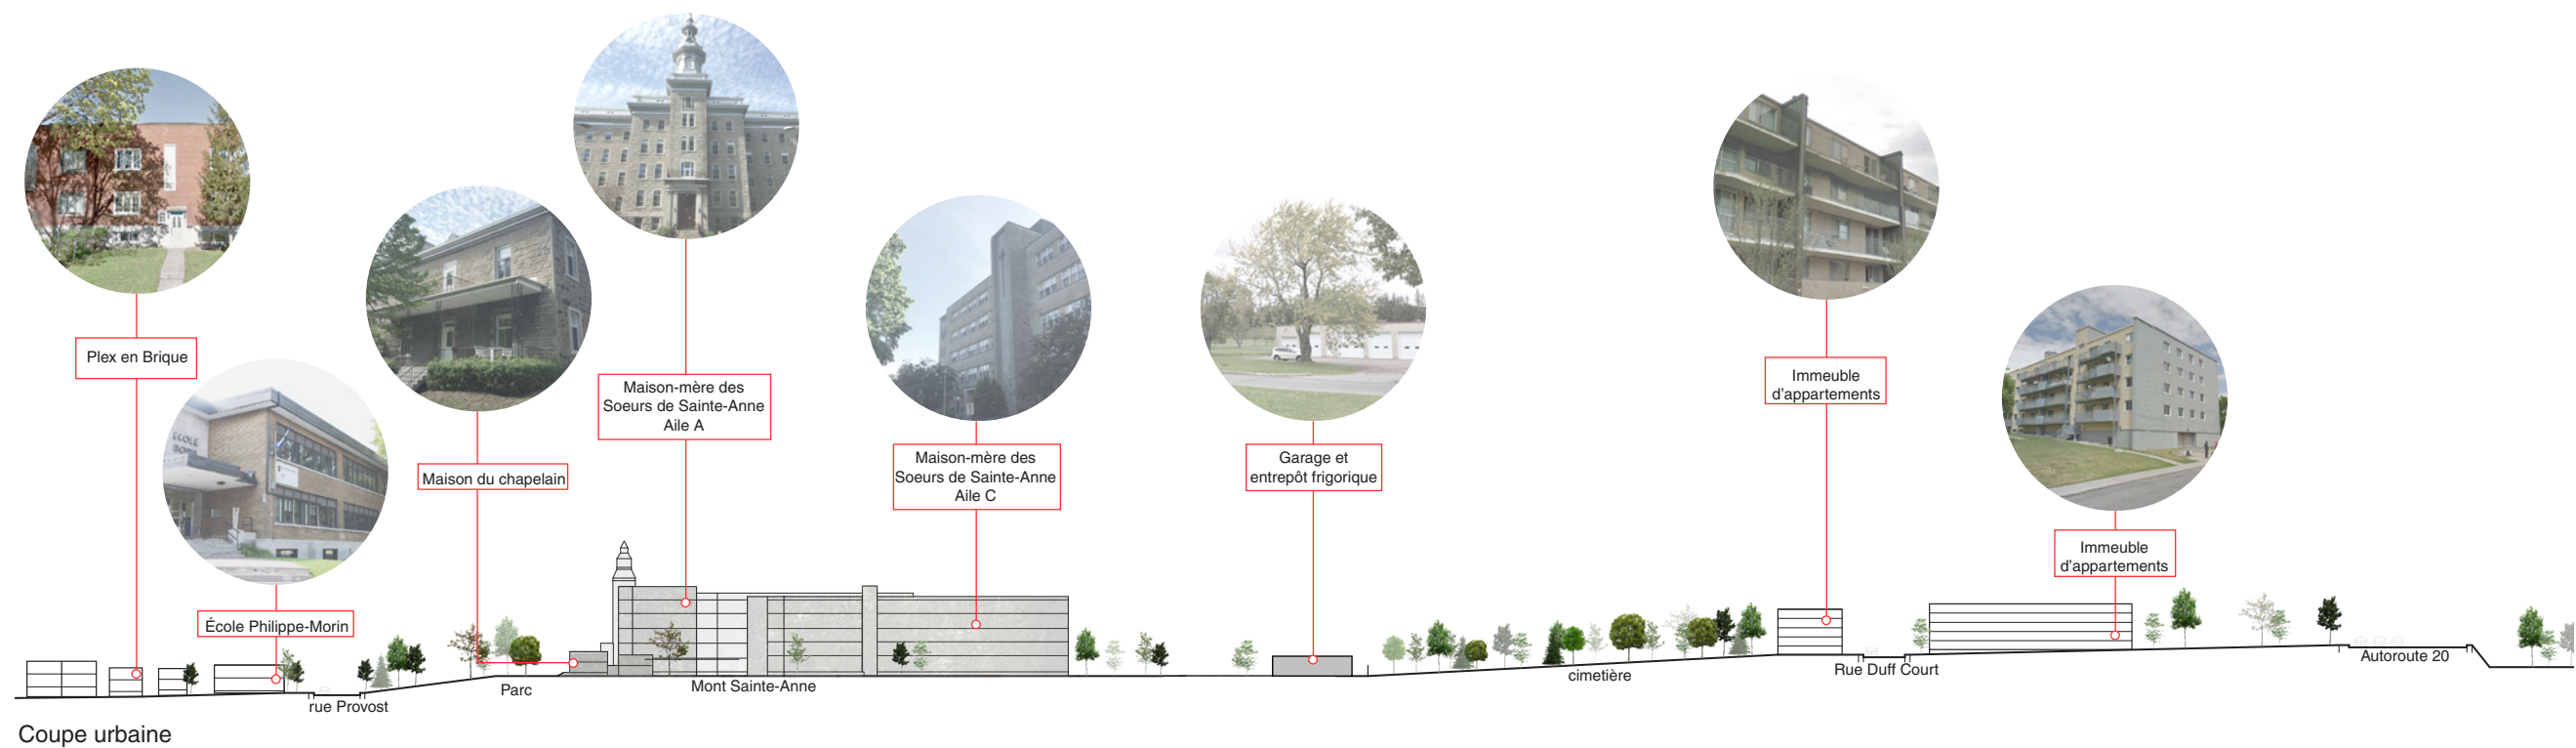 Plex en Brique
École Philippe-Morin
Maison du chapelain
Maison-mère des
Soeurs de Sainte-Anne
Aile A
Maison-mère des
Soeurs de Sainte-Anne
Aile C
Garage et
entrepôt frigorique
Immeuble
d'appartements
Immeuble
d'appartements
ÉCOLE
rue Provost
Parc
Mont Sainte-Anne
cimetière
Rue Duff Court
Autoroute 20
Coupe urbaine